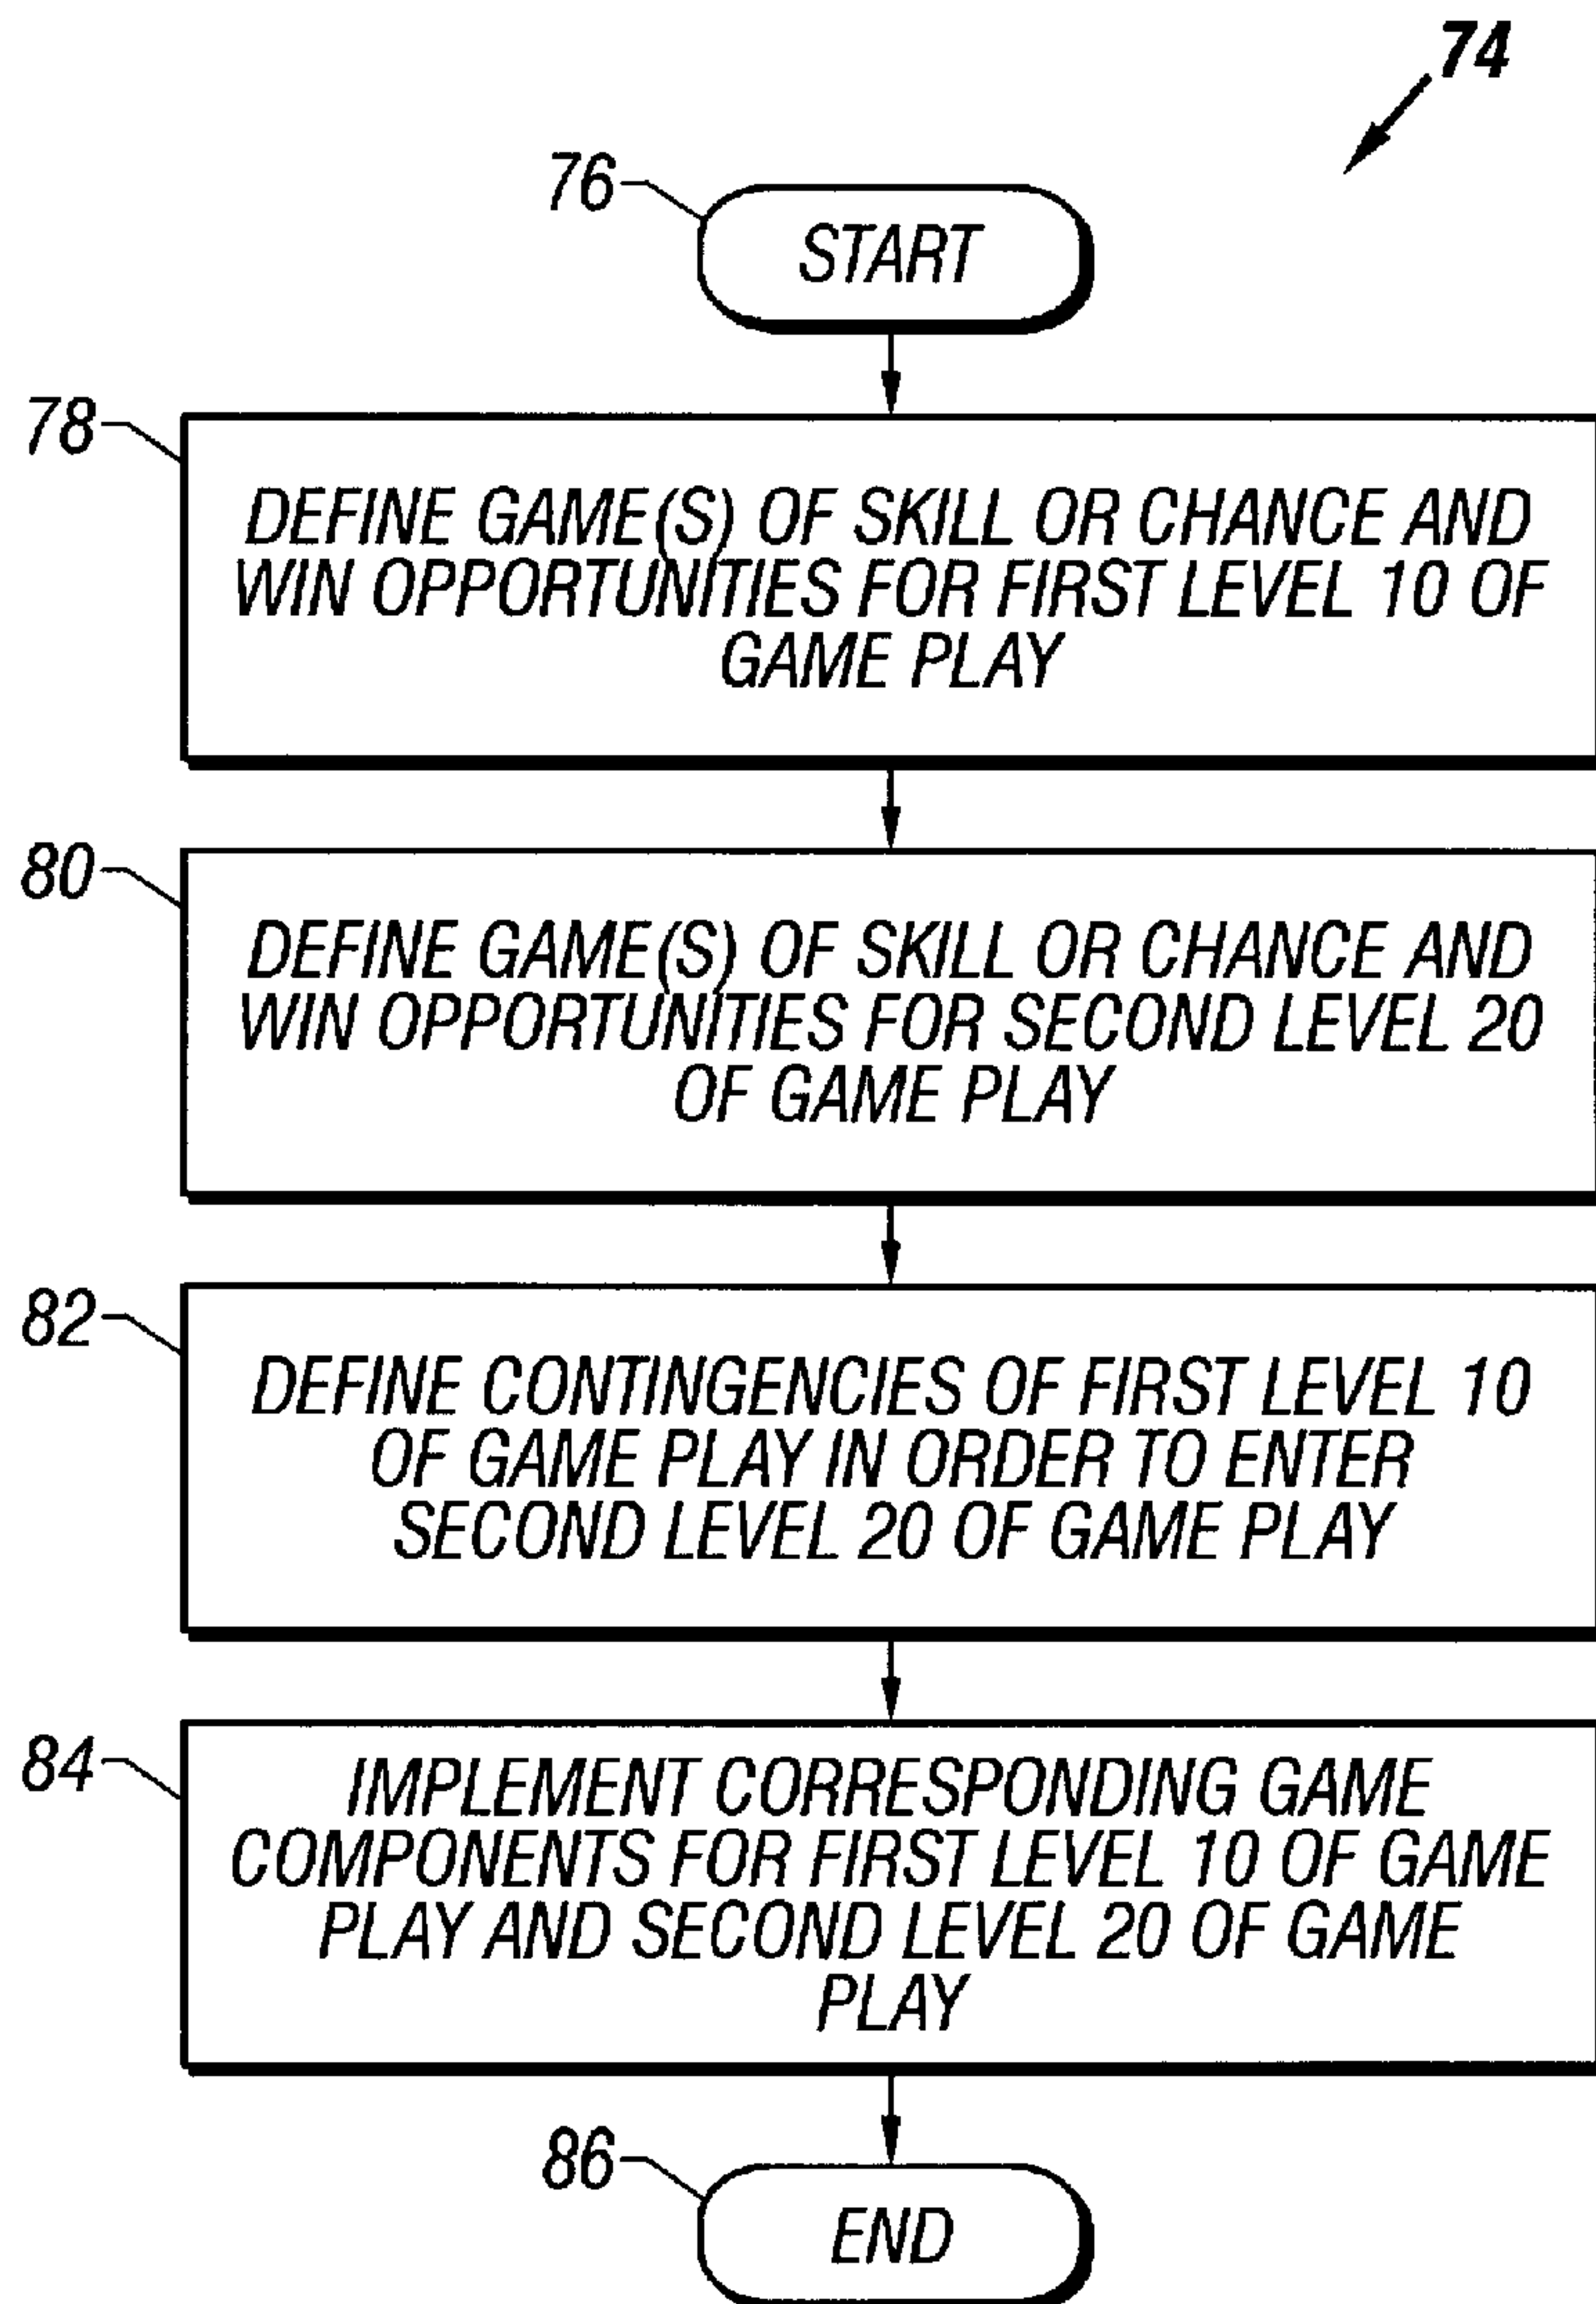 74
76
START
78
DEFINE GAME(S) OF SKILL OR CHANCE AND
WIN OPPORTUNITIES FOR FIRST LEVEL 10 OF
GAME PLAY
80
DEFINE GAME(S) OF SKILL OR CHANCE AND
WIN OPPORTUNITIES FOR SECOND LEVEL 20
OF GAME PLAY
82
DEFINE CONTINGENCIES OF FIRST LEVEL 10
OF GAME PLAY IN ORDER TO ENTER
SECOND LEVEL 20 OF GAME PLAY
84
IMPLEMENT CORRESPONDING GAME
COMPONENTS FOR FIRST LEVEL 10 OF GAME
PLAY AND SECOND LEVEL 20 OF GAME
PLAY
86
END